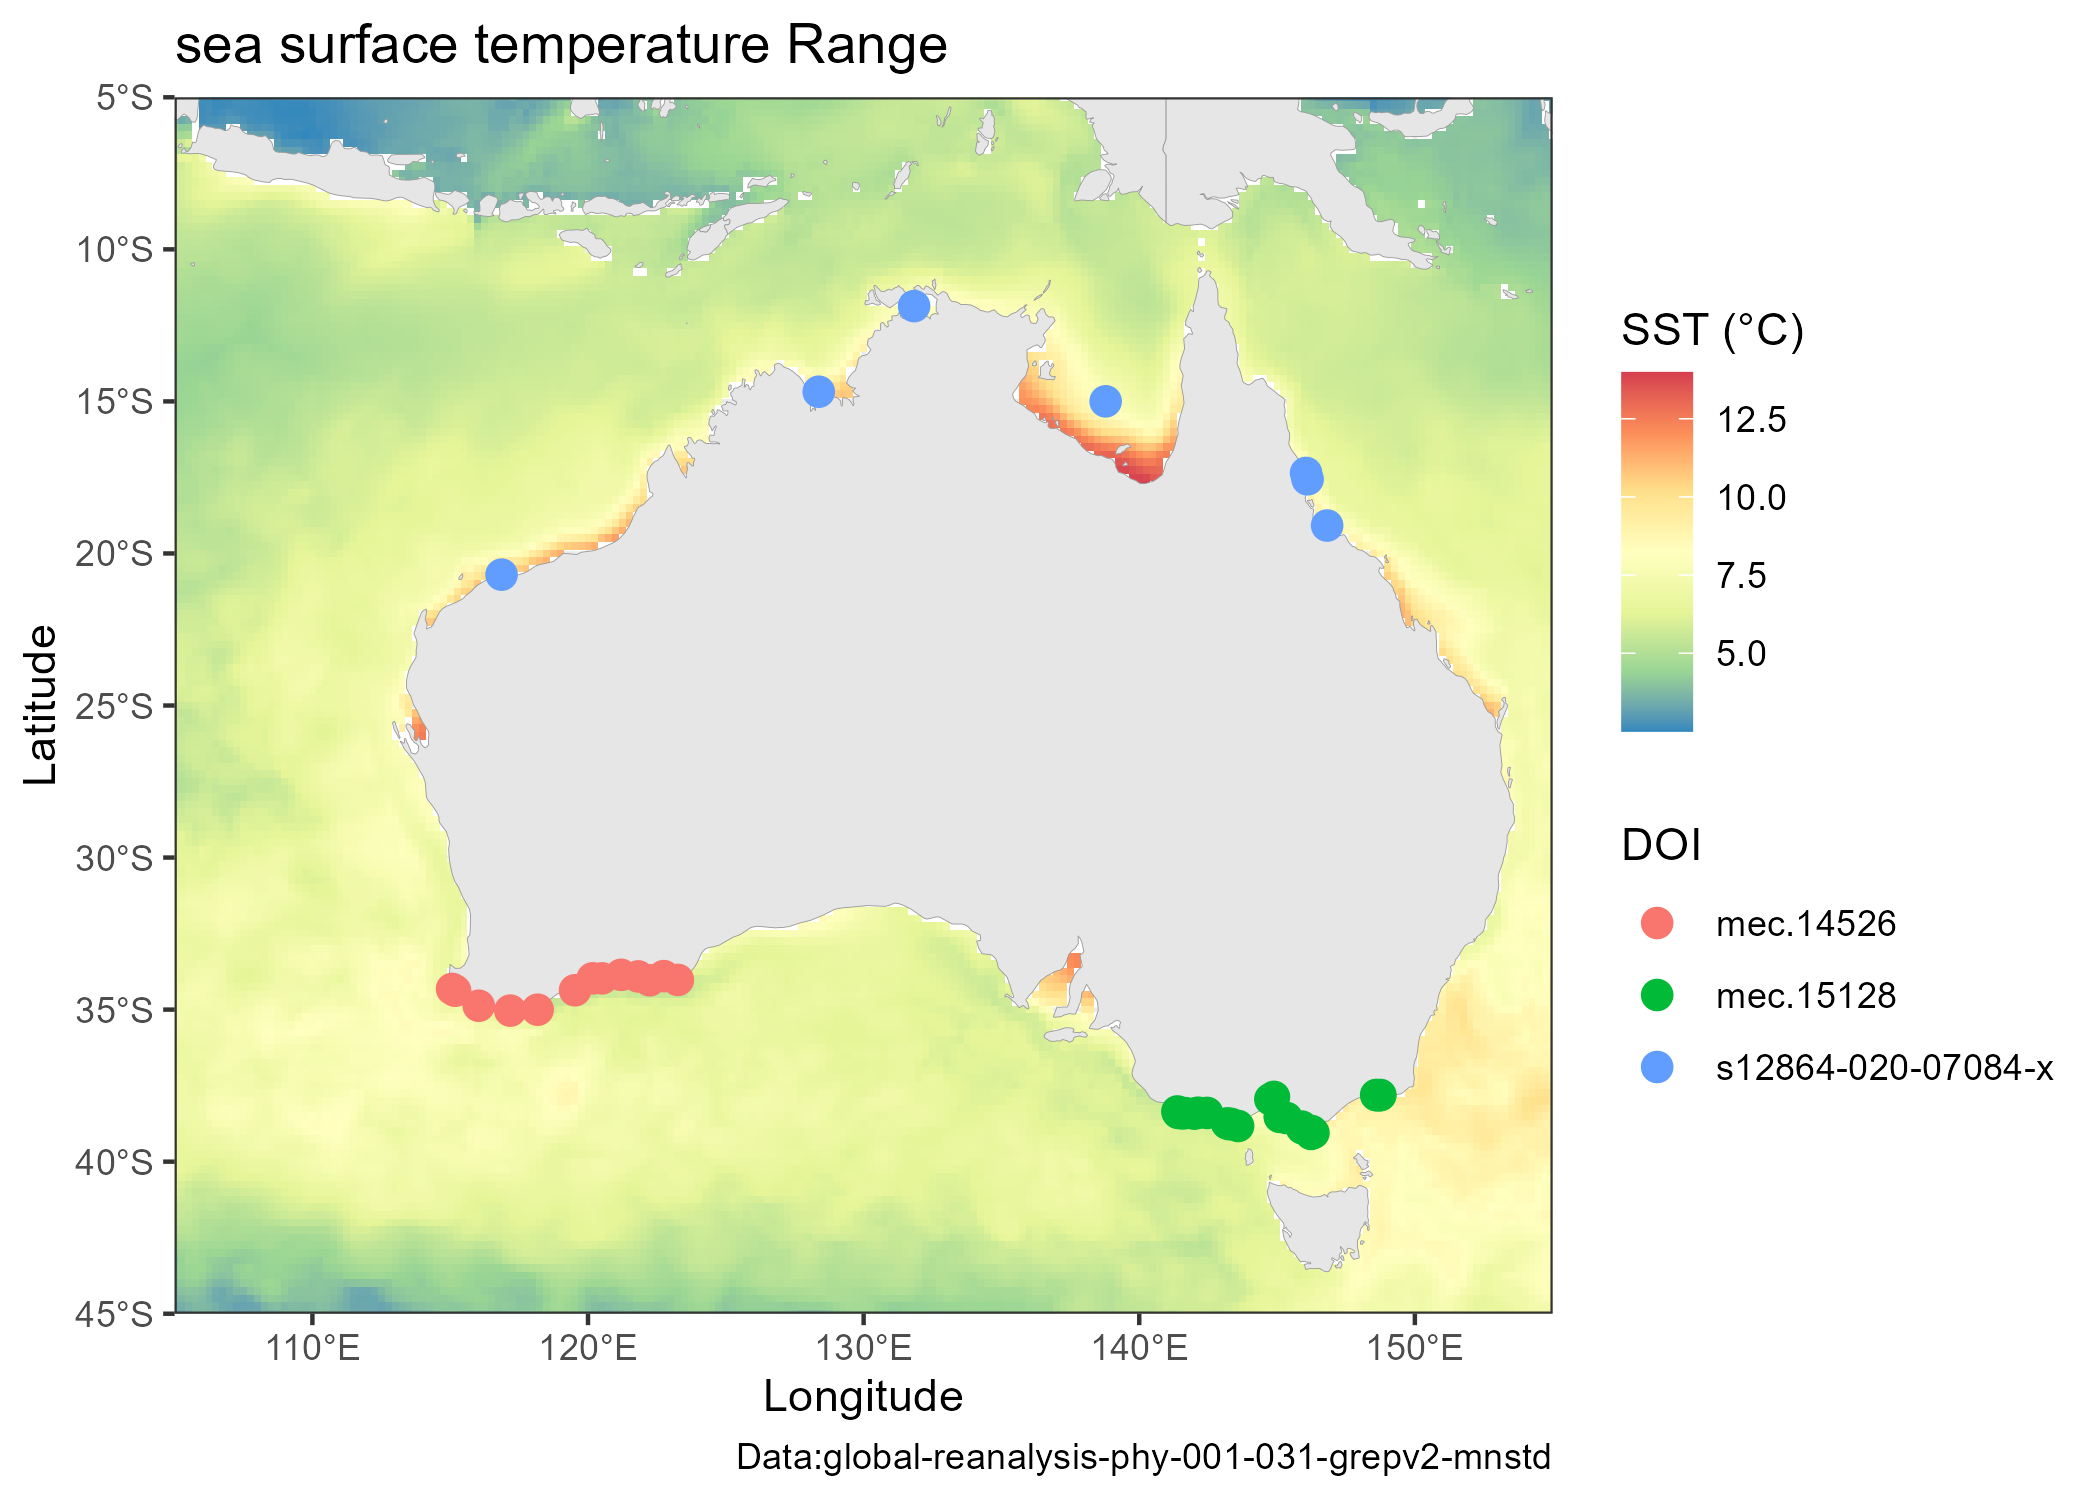 sea surface temperature Range
5°S
10°S
15°S
20°S
25°S
30°S
35°S
40°S
45°S
Latitude
110°E
120°E
130°E
140°E
150°E
Longitude
Data:global-reanalysis-phy-001-031-grepv2-mnstd
SST (°C)
12.5
10.0
7.5
5.0
DOI
mec.14526
mec.15128
s12864-020-07084-x